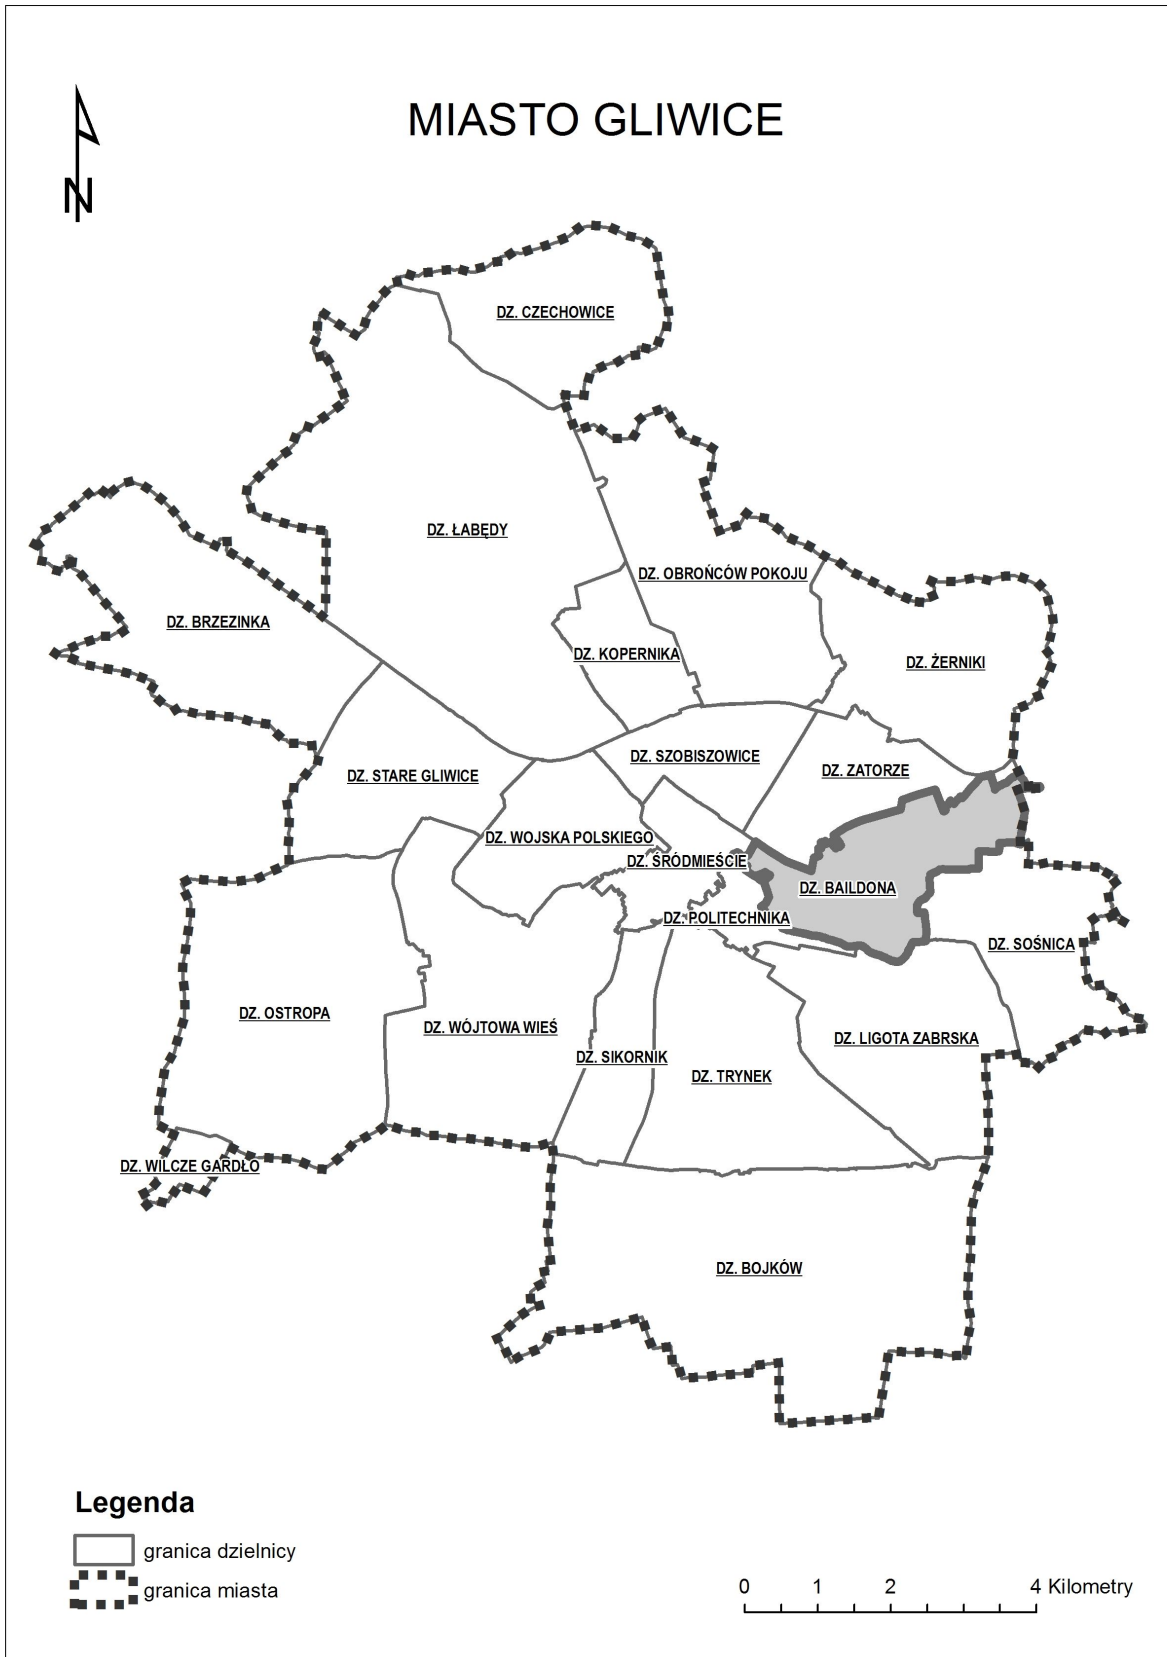 MIASTO GLIWICE
N
DZ. CZECHOWICE
DZ. ŁABĘDY
DZ. OBROŃCÓW POKOJU
DZ. BRZEZINKA
DZ. KOPERNIKA
DZ. ŻERNIKI
DZ. SZOBISZOWICE
DZ. STARE GLIWICE
DZ. ZATORZE
DZ. WOJSKA POLSKIEGO
DZ. ŚRÓDMIEŚCIE
DZ. BAILDONA
DZ. POLITECHNIKA
DZ. SOŚNICA
DZ. OSTROPA
DZ. WÓJTOWA WIEŚ
DZ. LIGOTA ZABRSKA
DZ. SIKORNIK
DZ. TRYNEK
DZ. WILCZE GARDŁO
DZ. BOJKÓW
Legenda
granica dzielnicy
granica miasta
0 1 2 4 Kilometry